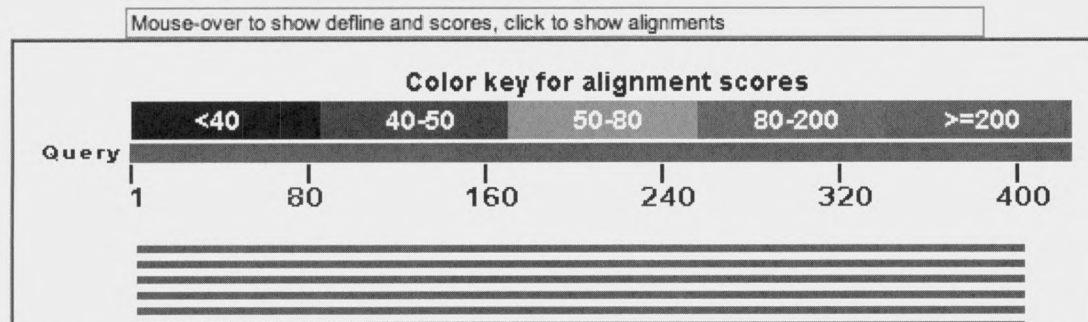 Mouse-over to show defline and scores, click to show alignments
Color key for alignment scores
<40 40-50 50-80 80-200 >=200
Query
1 80 160 240 320 400